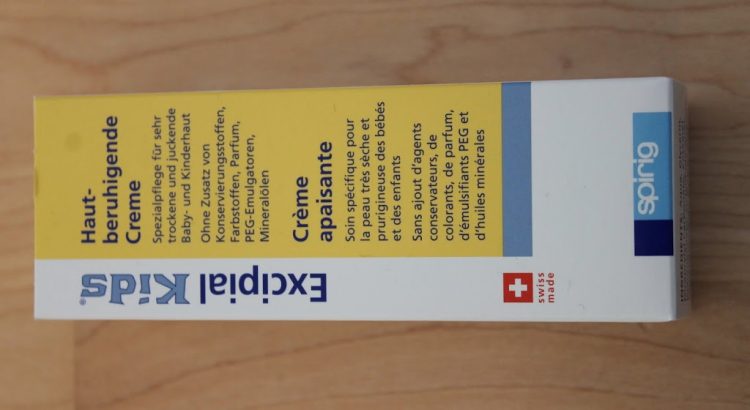 Excipial Kids®
Haut-
beruhigende
Creme
Spezialpflege für sehr
trockene und juckende
Baby- und Kinderhaut
Ohne Zusatz von
Konservierungsstoffen,
Farbstoffen, Parfum,
PEG-Emulgatoren,
Mineralölen
Crème
apaisante
Soin spécifique pour
la peau très sèche et
prurigineuse des bébés
et des enfants
Sans ajout d'agents
conservateurs, de
colorants, de parfum,
d'émulsifiants PEG et
d'huiles minérales
swiss
made
spirig